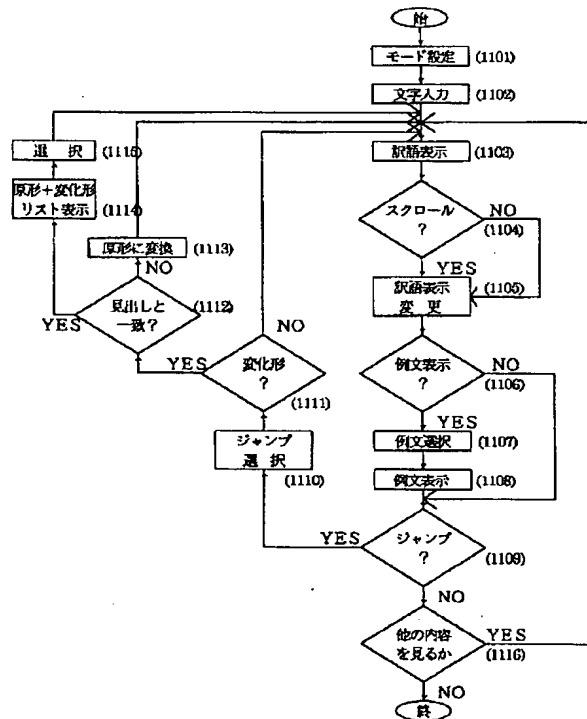 始
モード設定
(1101)
文字入力
(1102)
訳語表示
(1103)
スクロール
?
(1104)
NO
YES
訳語表示
変 更
(1105)
例文表示
?
(1106)
NO
YES
例文選択
(1107)
例文表示
(1108)
ジャンプ
?
(1109)
YES
NO
ジャンプ
選 択
(1110)
変化形
?
(1111)
YES
NO
見出しと
一致?
(1112)
YES
NO
原形に変換
(1113)
原形+変化形
リスト表示
(1114)
選 択
(1115)
他の内容
を見るか
(1116)
YES
NO
終